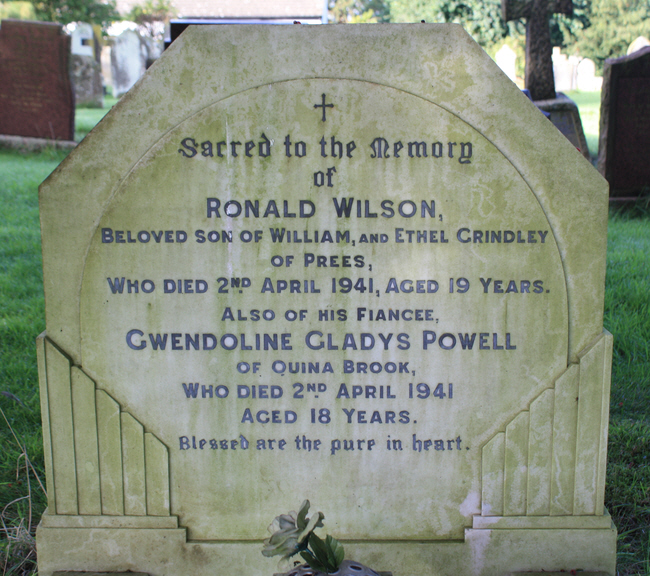 Sacred to the Memory
of
RONALD WILSON,
BELOVED SON OF WILLIAM, AND ETHEL GRINDLEY
OF PREES,
WHO DIED 2ND APRIL 1941, AGED 19 YEARS.
ALSO OF HIS FIANCEE,
GWENDOLINE GLADYS POWELL
OF QUINA BROOK,
WHO DIED 2ND APRIL 1941
AGED 18 YEARS.
Blessed are the pure in heart.